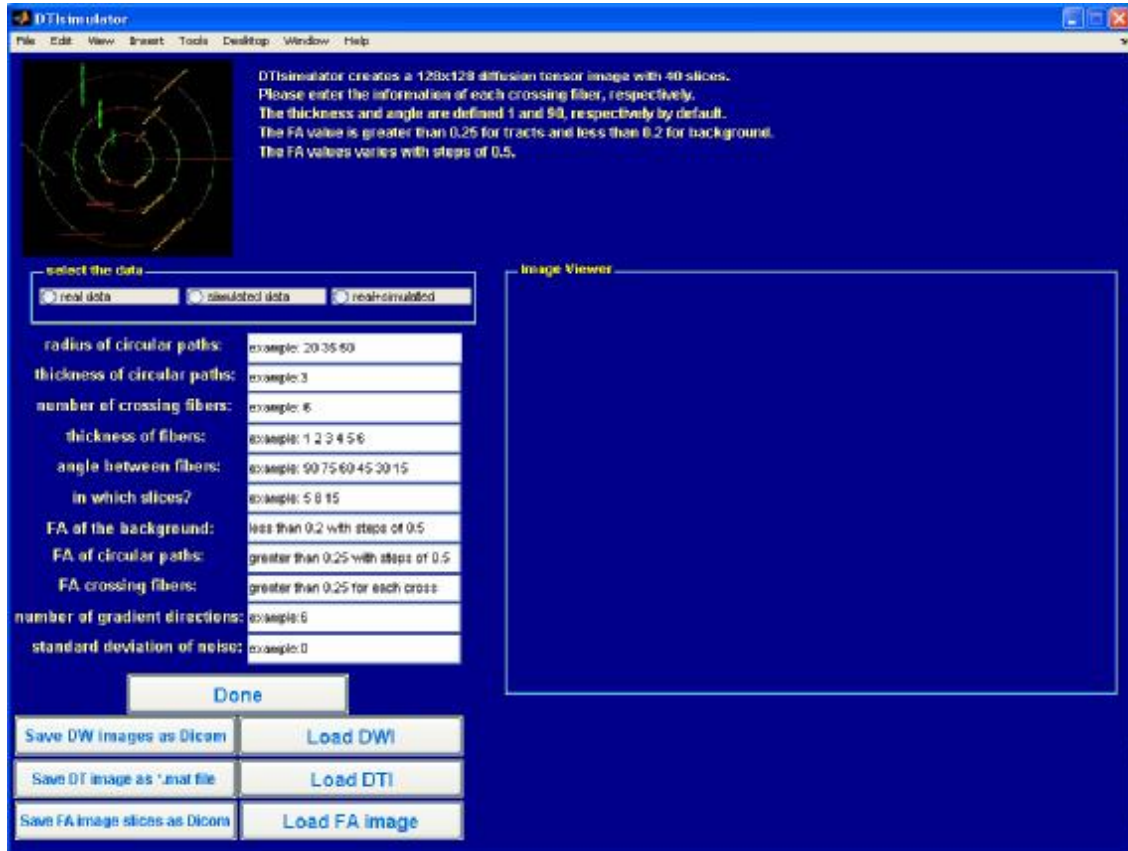 DTIsimulator
File Edit View Insert Tools Desktop Window Help
DTIsimulator creates a 128x128 diffusion tensor image with 40 slices.
Please enter the information of each crossing fiber, respectively.
The thickness and angle are defined 1 and 90, respectively by default.
The FA value is greater than 0.25 for tracts and less than 0.2 for background.
The FA values varies with steps of 0.5.
select the data
real data simulated data real+simulated
Image Viewer
radius of circular paths: example: 20 35 50
thickness of circular paths: example:3
number of crossing fibers: example: 6
thickness of fibers: example: 1 2 3 4 5 6
angle between fibers: example: 90 75 60 45 30 15
in which slices? example: 5 8 15
FA of the background: less than 0.2 with steps of 0.5
FA of circular paths: greater than 0.25 with steps of 0.5
FA crossing fibers: greater than 0.25 for each cross
number of gradient directions: example:6
standard deviation of noise: example:0
Done
Save DW images as Dicom Load DWI
Save DT image as *.mat file Load DTI
Save FA image slices as Dicom Load FA image